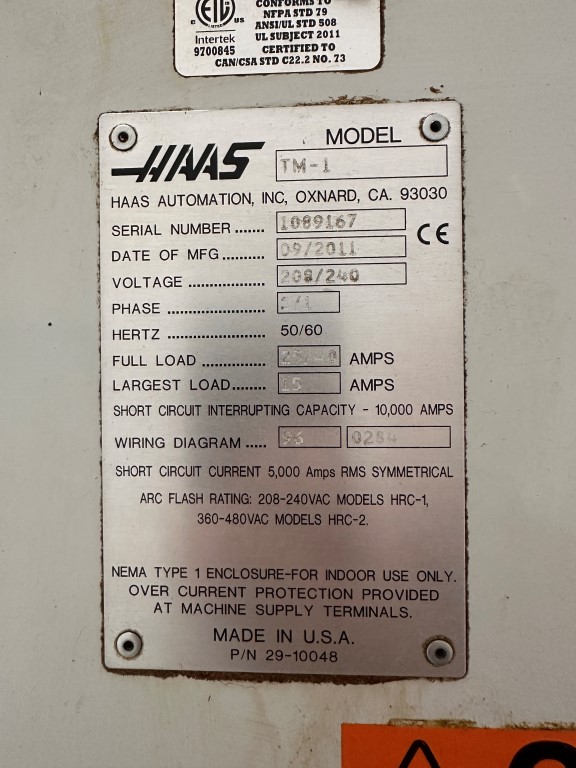 ETL
C US
Intertek
9700845
CONFORMS TO
NFPA STD 79
ANSI/UL STD 508
UL SUBJECT 2011
CERTIFIED TO
CAN/CSA STD C22.2 NO. 73
HAAS
MODEL
TM-1
HAAS AUTOMATION, INC, OXNARD, CA. 93030
SERIAL NUMBER ....... 1089167
CE
DATE OF MFG.......... 09/2011
VOLTAGE .................. 208/240
PHASE ......................
HERTZ ...................... 50/60
FULL LOAD ............... AMPS
LARGEST LOAD........ 15 AMPS
SHORT CIRCUIT INTERRUPTING CAPACITY - 10,000 AMPS
WIRING DIAGRAM ..... 96 0284
SHORT CIRCUIT CURRENT 5,000 Amps RMS SYMMETRICAL
ARC FLASH RATING: 208-240VAC MODELS HRC-1,
360-480VAC MODELS HRC-2.
NEMA TYPE 1 ENCLOSURE-FOR INDOOR USE ONLY.
OVER CURRENT PROTECTION PROVIDED
AT MACHINE SUPPLY TERMINALS.
MADE IN U.S.A.
P/N 29-10048